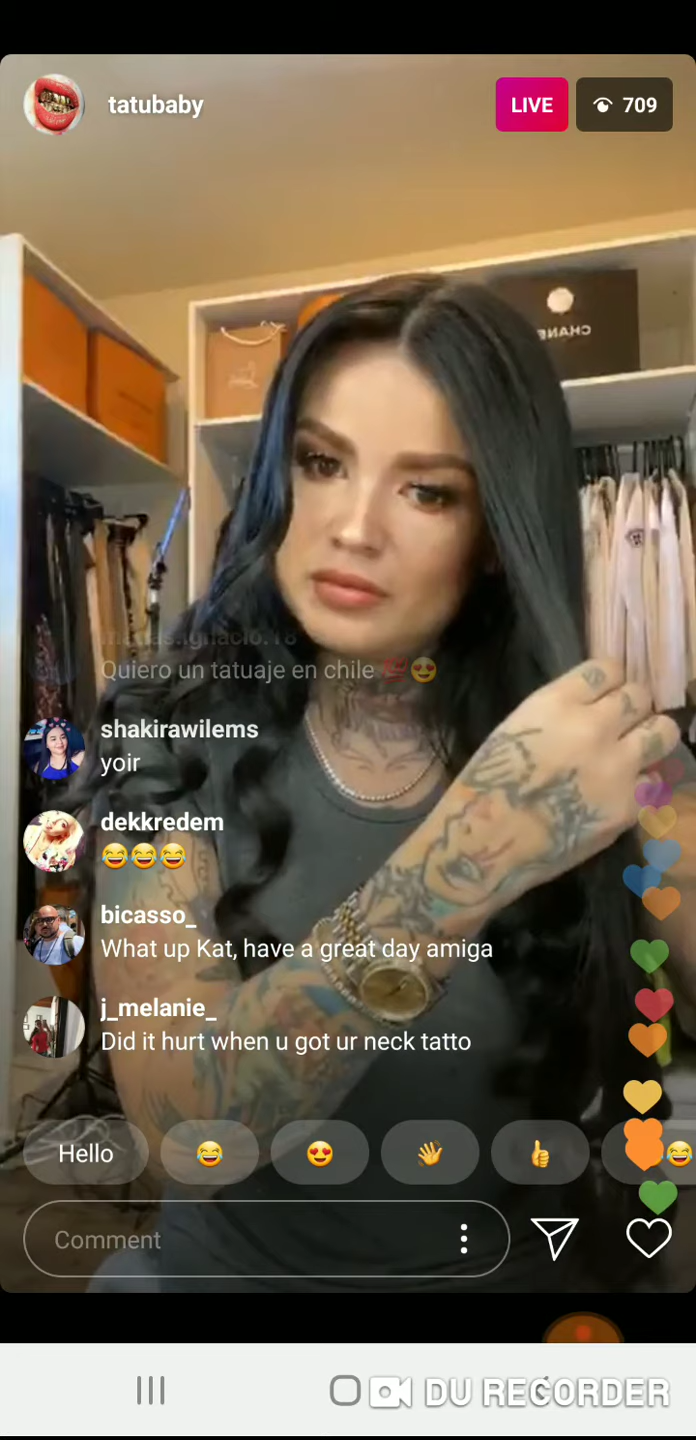 tatubaby
LIVE
709
CHANEL
Quiero un tatuaje en chile 💯😍
shakirawilems
yoir
dekkredem
😂😂😂
bicasso_
What up Kat, have a great day amiga
j_melanie_
Did it hurt when u got ur neck tatto
Hello 😂 😍 👋 👍 😂
Comment
DU RECORDER